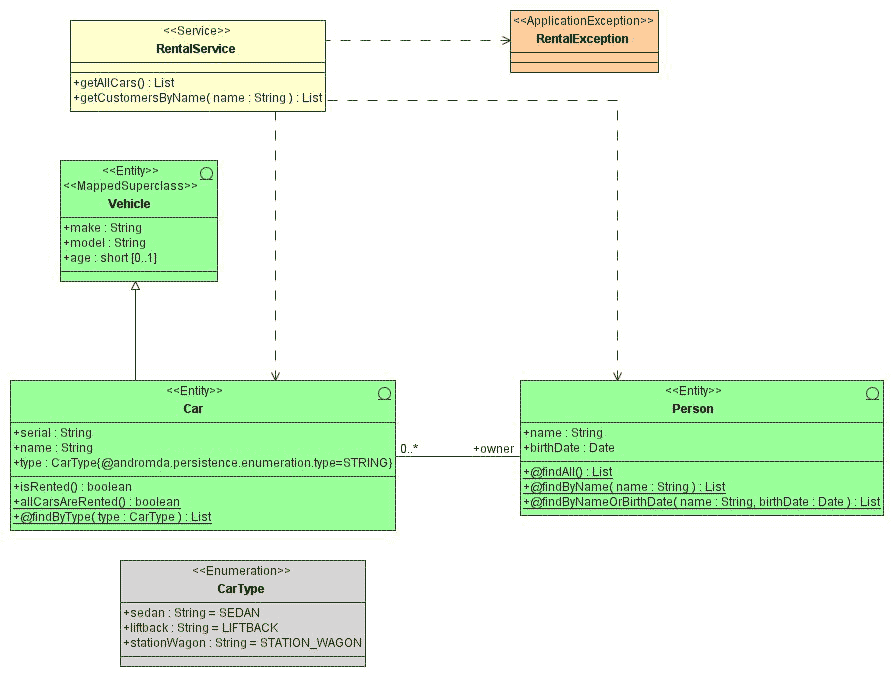 <<Service>>
RentalService
+getAllCars() : List
+getCustomersByName( name : String ) : List
<<ApplicationException>>
RentalException
<<Entity>>
<<MappedSuperclass>>
Vehicle
+make : String
+model : String
+age : short [0..1]
<<Entity>>
Car
+serial : String
+name : String
+type : CarType{@andromda.persistence.enumeration.type=STRING}
+isRented() : boolean
+allCarsAreRented() : boolean
+@findByType( type : CarType ) : List
0..*
+owner
<<Entity>>
Person
+name : String
+birthDate : Date
+@findAll() : List
+@findByName( name : String ) : List
+@findByNameOrBirthDate( name : String, birthDate : Date ) : List
<<Enumeration>>
CarType
+sedan : String = SEDAN
+liftback : String = LIFTBACK
+stationWagon : String = STATION_WAGON